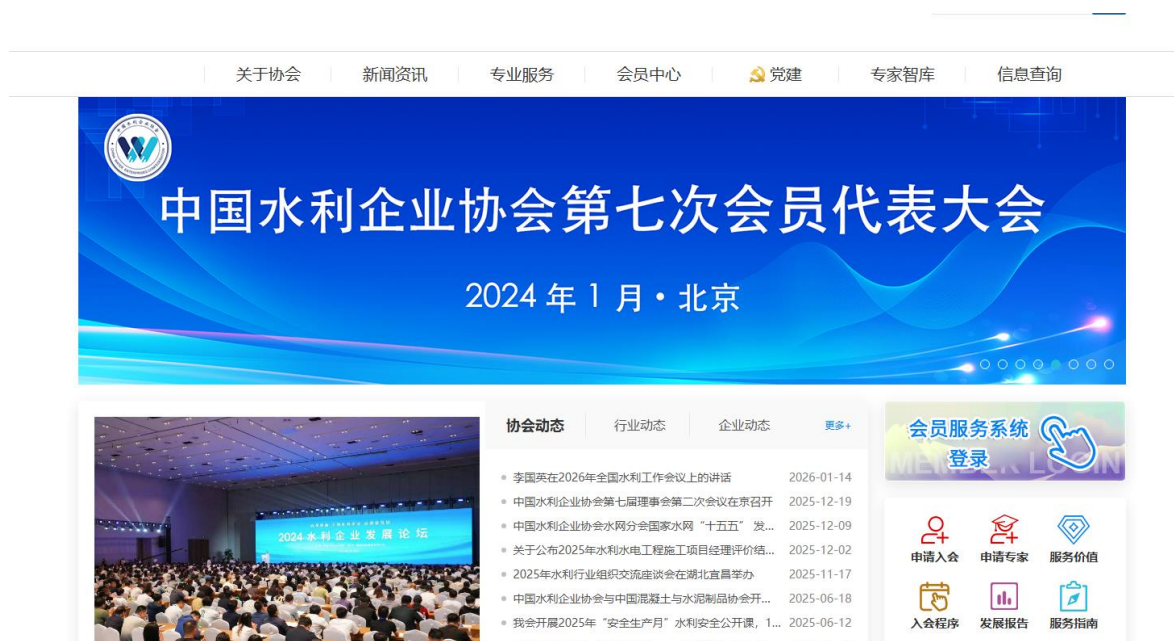 关于协会
新闻资讯
专业服务
会员中心
党建
专家智库
信息查询
中国水利企业协会第七次会员代表大会
2024 年 1 月·北京
2024 水利企业发展论坛
协会动态
行业动态
企业动态
更多+
李国英在2026年全国水利工作会议上的讲话 2026-01-14
中国水利企业协会第七届理事会第二次会议在京召开 2025-12-19
中国水利企业协会水网分会国家水网“十五五” 发... 2025-12-09
关于公布2025年水利水电工程施工项目经理评价结... 2025-12-02
2025年水利行业组织交流座谈会在湖北宜昌举办 2025-11-17
中国水利企业协会与中国混凝土与水泥制品协会开... 2025-06-18
我会开展2025年“安全生产月”水利安全公开课，1... 2025-06-12
会员服务系统
登录
MEMBER LOGIN
申请入会
申请专家
服务价值
入会程序
发展报告
服务指南